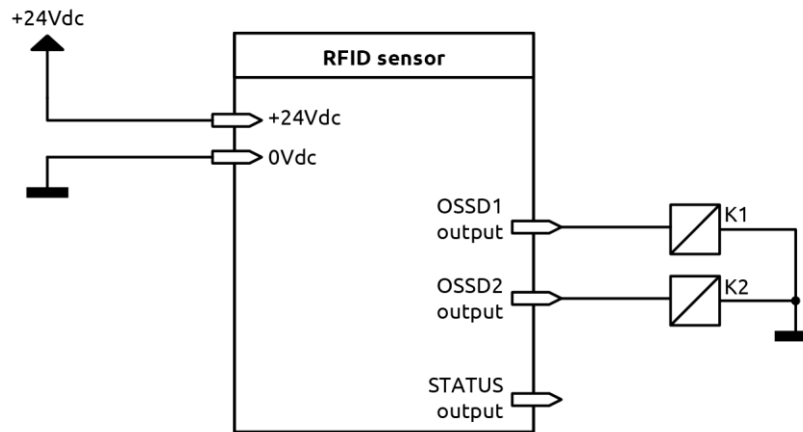 +24Vdc
RFID sensor
+24Vdc
0Vdc
OSSD1
output
K1
OSSD2
output
K2
STATUS
output